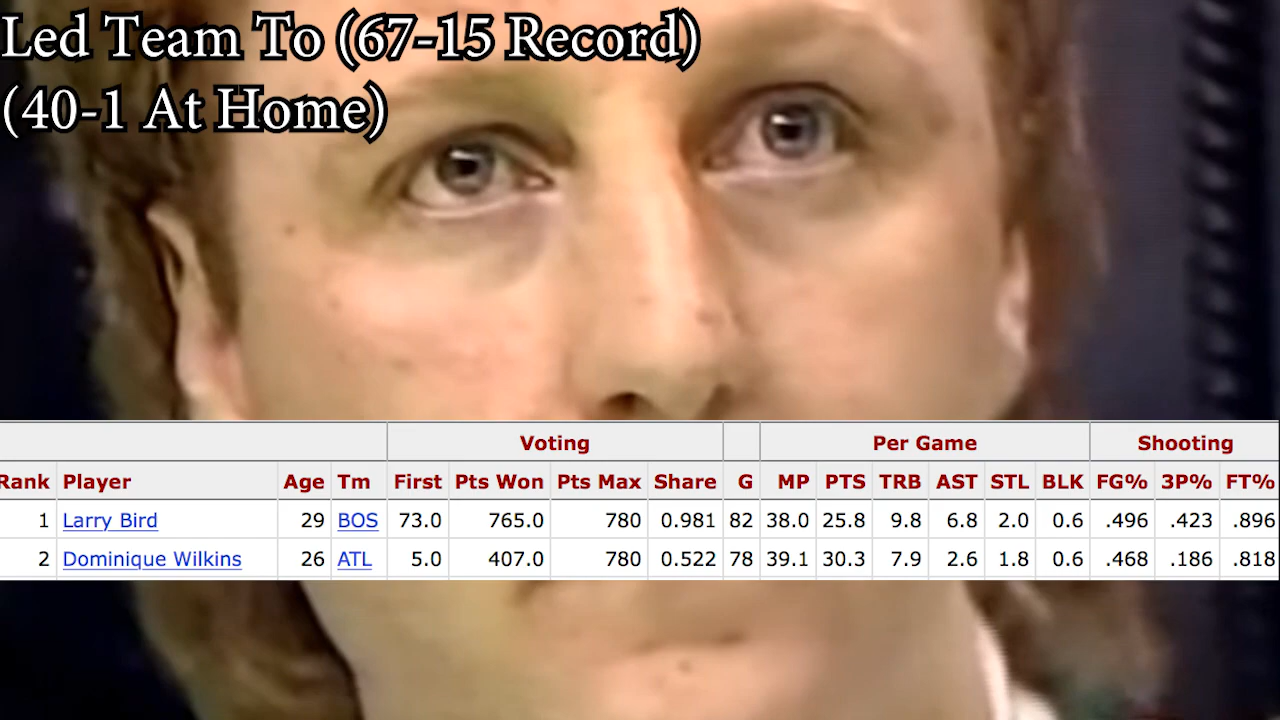 Led Team To (67-15 Record)
(40-1 At Home)
Voting Per Game Shooting
Rank Player Age Tm First Pts Won Pts Max Share G MP PTS TRB AST STL BLK FG% 3P% FT%
1 Larry Bird 29 BOS 73.0 765.0 780 0.981 82 38.0 25.8 9.8 6.8 2.0 0.6 .496 .423 .896
2 Dominique Wilkins 26 ATL 5.0 407.0 780 0.522 78 39.1 30.3 7.9 2.6 1.8 0.6 .468 .186 .818